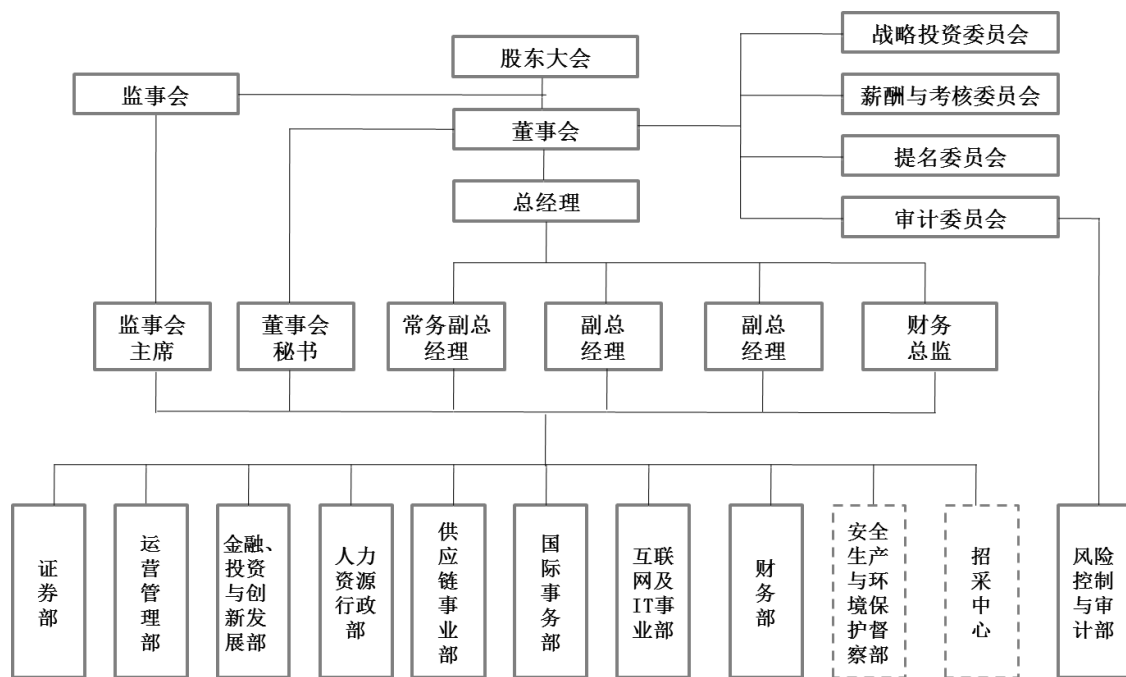 股东大会
战略投资委员会
监事会
薪酬与考核委员会
董事会
提名委员会
总经理
审计委员会
监事会
主席
董事会
秘书
常务副总
经理
副总
经理
副总
经理
财务
总监
证
券
部
运
营
管
理
部
金融、
投资
与创
新发
展部
人力
资源
行政
部
供
应
链
事
业
部
国
际
事
务
部
互联
网及
IT事
业部
财
务
部
安全
生产
与环
境保
护督
察部
招
采
中
心
风险
控制
与审
计部